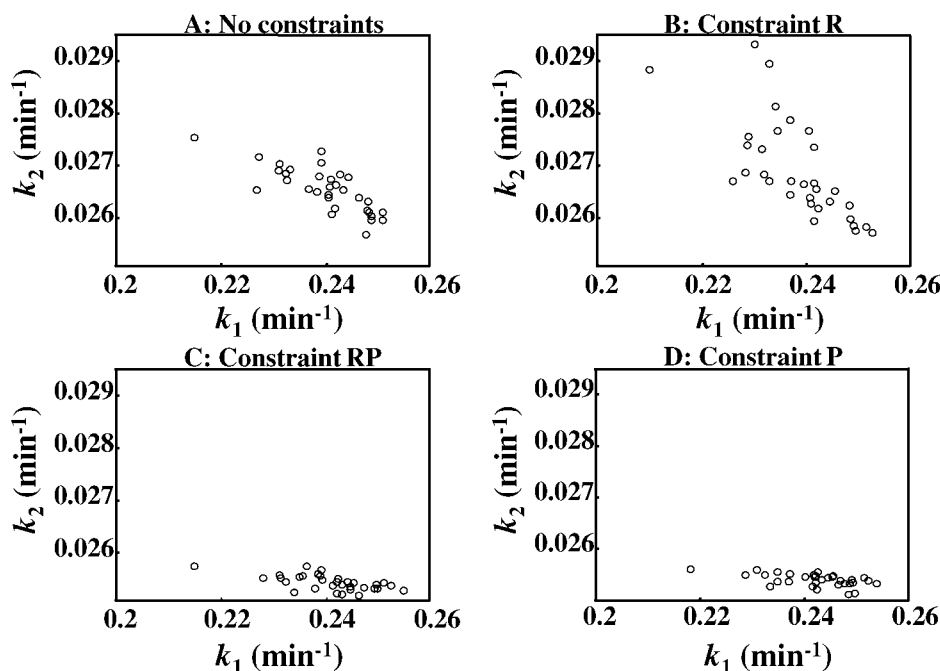 A: No constraints
0.029
0.028
0.027
0.026
k₂ (min⁻¹)
0.2 0.22 0.24 0.26
k₁ (min⁻¹)
B: Constraint R
0.029
0.028
0.027
0.026
k₂ (min⁻¹)
0.2 0.22 0.24 0.26
k₁ (min⁻¹)
C: Constraint RP
0.029
0.028
0.027
0.026
k₂ (min⁻¹)
0.2 0.22 0.24 0.26
k₁ (min⁻¹)
D: Constraint P
0.029
0.028
0.027
0.026
k₂ (min⁻¹)
0.2 0.22 0.24 0.26
k₁ (min⁻¹)